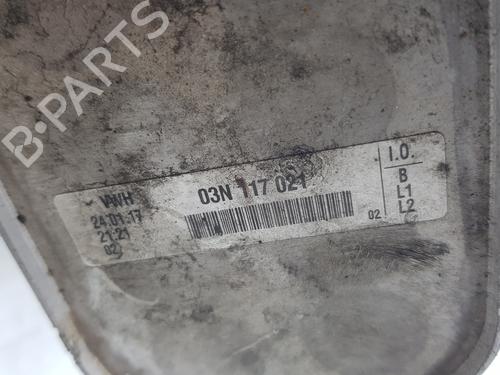 B-PARTS
VWH
24.01.17
21:21
02
03N 117 021
02
I.O.
B
L1
L2